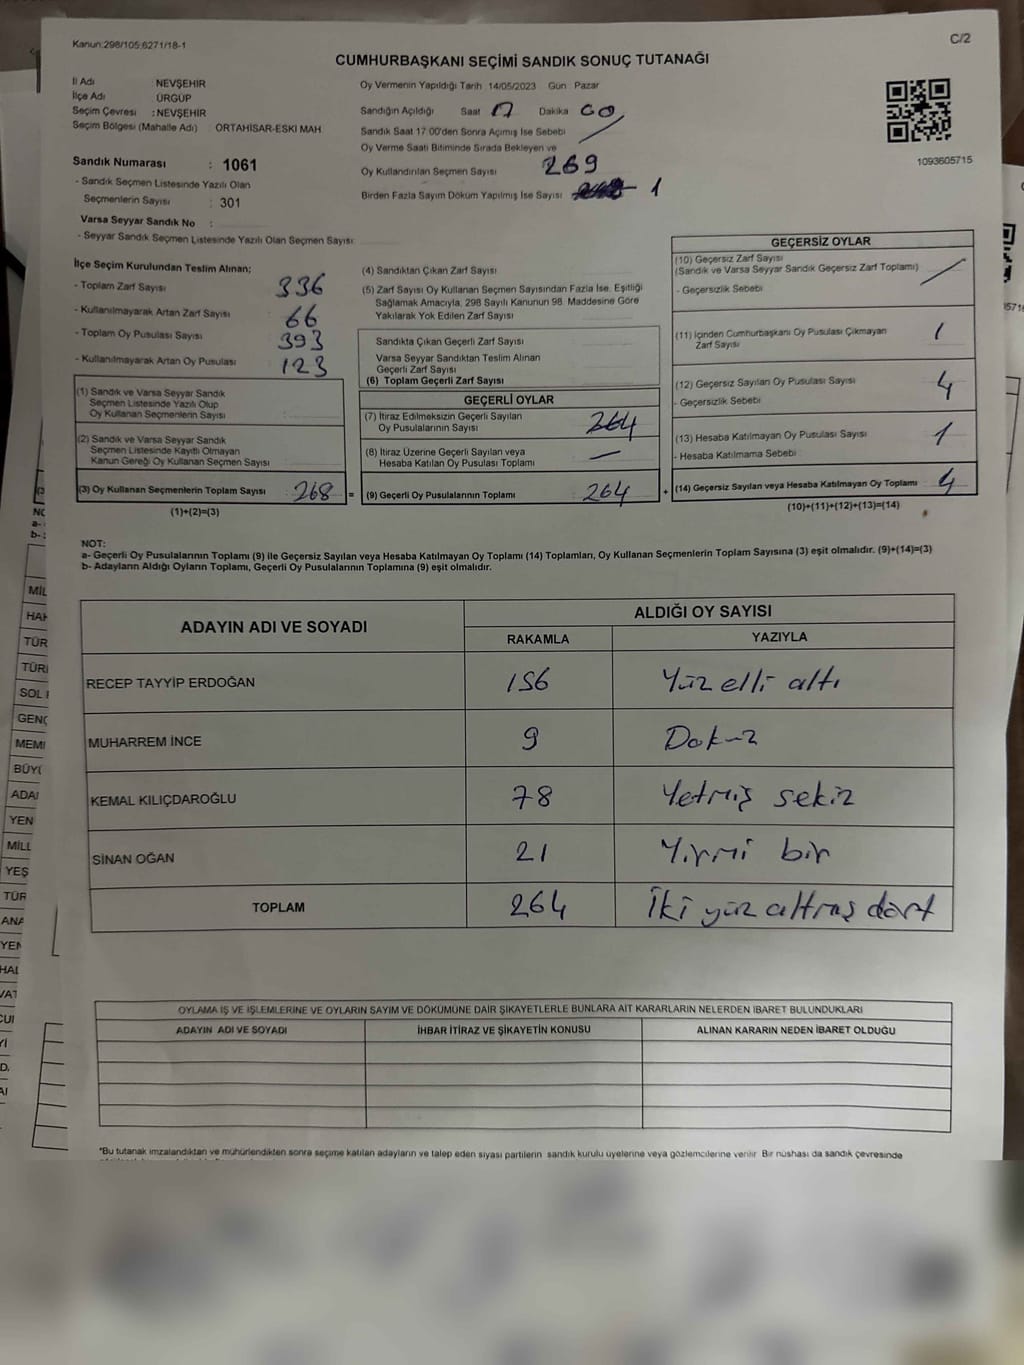 Kanun:298/105;6271/18-1
C/2
CUMHURBAŞKANI SEÇİMİ SANDIK SONUÇ TUTANAĞI
İl Adı NEVŞEHİR
İlçe Adı ÜRGÜP
Seçim Çevresi : NEVŞEHİR
Seçim Bölgesi (Mahalle Adı) ORTAHİSAR-ESKI MAH
Sandık Numarası : 1061
- Sandık Seçmen Listesinde Yazılı Olan
Seçmenlerin Sayısı : 301
Varsa Seyyar Sandık No :
- Seyyar Sandık Seçmen Listesinde Yazılı Olan Seçmen Sayısı:
Oy Vermenin Yapıldığı Tarih :14/05/2023 Gün : Pazar
Sandığın Açıldığı Saat 17 Dakika 00
Sandık Saat 17:00'den Sonra Açımış İse Sebebi
Oy Verme Saati Bitiminde Sırada Bekleyen ve
Oy Kullandırılan Seçmen Sayısı 269
Birden Fazla Sayım Döküm Yapılmış İse Sayısı 1
1093605715
İlçe Seçim Kurulundan Teslim Alınan;
- Toplam Zarf Sayısı 336
- Kullanılmayarak Artan Zarf Sayısı 66
- Toplam Oy Pusulası Sayısı 393
- Kullanılmayarak Artan Oy Pusulası 123
(1) Sandık ve Varsa Seyyar Sandık
Seçmen Listesinde Yazılı Olup
Oy Kullanan Seçmenlerin Sayısı :
(2) Sandık ve Varsa Seyyar Sandık
Seçmen Listesinde Kayıtlı Olmayan
Kanun Gereği Oy Kullanan Seçmen Sayısı :
(3) Oy Kullanan Seçmenlerin Toplam Sayısı 268 =
(1)+(2)=(3)
(4) Sandıktan Çıkan Zarf Sayısı
(5) Zarf Sayısı Oy Kullanan Seçmen Sayısından Fazla İse, Eşitliği
Sağlamak Amacıyla, 298 Sayılı Kanunun 98. Maddesine Göre
Yakılarak Yok Edilen Zarf Sayısı
Sandıkta Çıkan Geçerli Zarf Sayısı
Varsa Seyyar Sandıktan Teslim Alınan
Geçerli Zarf Sayısı
(6) Toplam Geçerli Zarf Sayısı
GEÇERLİ OYLAR
(7) İtiraz Edilmeksizin Geçerli Sayılan
Oy Pusulalarının Sayısı 264
(8) İtiraz Üzerine Geçerli Sayılan veya
Hesaba Katılan Oy Pusulası Toplamı —
(9) Geçerli Oy Pusulalarının Toplamı 264 +
GEÇERSİZ OYLAR
(10) Geçersiz Zarf Sayısı
(Sandık ve Varsa Seyyar Sandık Geçersiz Zarf Toplamı)
- Geçersizlik Sebebi
(11) İçinden Cumhurbaşkanı Oy Pusulası Çıkmayan
Zarf Sayısı 1
(12) Geçersiz Sayılan Oy Pusulası Sayısı 4
- Geçersizlik Sebebi
(13) Hesaba Katılmayan Oy Pusulası Sayısı 1
- Hesaba Katılmama Sebebi
(14) Geçersiz Sayılan veya Hesaba Katılmayan Oy Toplamı 4
(10)+(11)+(12)+(13)=(14)
NOT:
a- Geçerli Oy Pusulalarının Toplamı (9) ile Geçersiz Sayılan veya Hesaba Katılmayan Oy Toplamı (14) Toplamları, Oy Kullanan Seçmenlerin Toplam Sayısına (3) eşit olmalıdır. (9)+(14)=(3)
b- Adayların Aldığı Oyların Toplamı, Geçerli Oy Pusulalarının Toplamına (9) eşit olmalıdır.
ADAYIN ADI VE SOYADI ALDIĞI OY SAYISI
RAKAMLA YAZIYLA
RECEP TAYYİP ERDOĞAN 156 Yüz elli altı
MUHARREM İNCE 9 Dokuz
KEMAL KILIÇDAROĞLU 78 Yetmiş sekiz
SİNAN OĞAN 21 Yirmi bir
TOPLAM 264 İki yüz altmış dört
OYLAMA İŞ VE İŞLEMLERİNE VE OYLARIN SAYIM VE DÖKÜMÜNE DAİR ŞİKAYETLERLE BUNLARA AİT KARARLARIN NELERDEN İBARET BULUNDUKLARI
ADAYIN ADI VE SOYADI İHBAR İTİRAZ VE ŞİKAYETİN KONUSU ALINAN KARARIN NEDEN İBARET OLDUĞU
*Bu tutanak imzalandıktan ve mühürlendikten sonra seçime katılan adayların ve talep eden siyasi partilerin sandık kurulu üyelerine veya gözlemcilerine verilir. Bir nüshası da sandık çevresinde